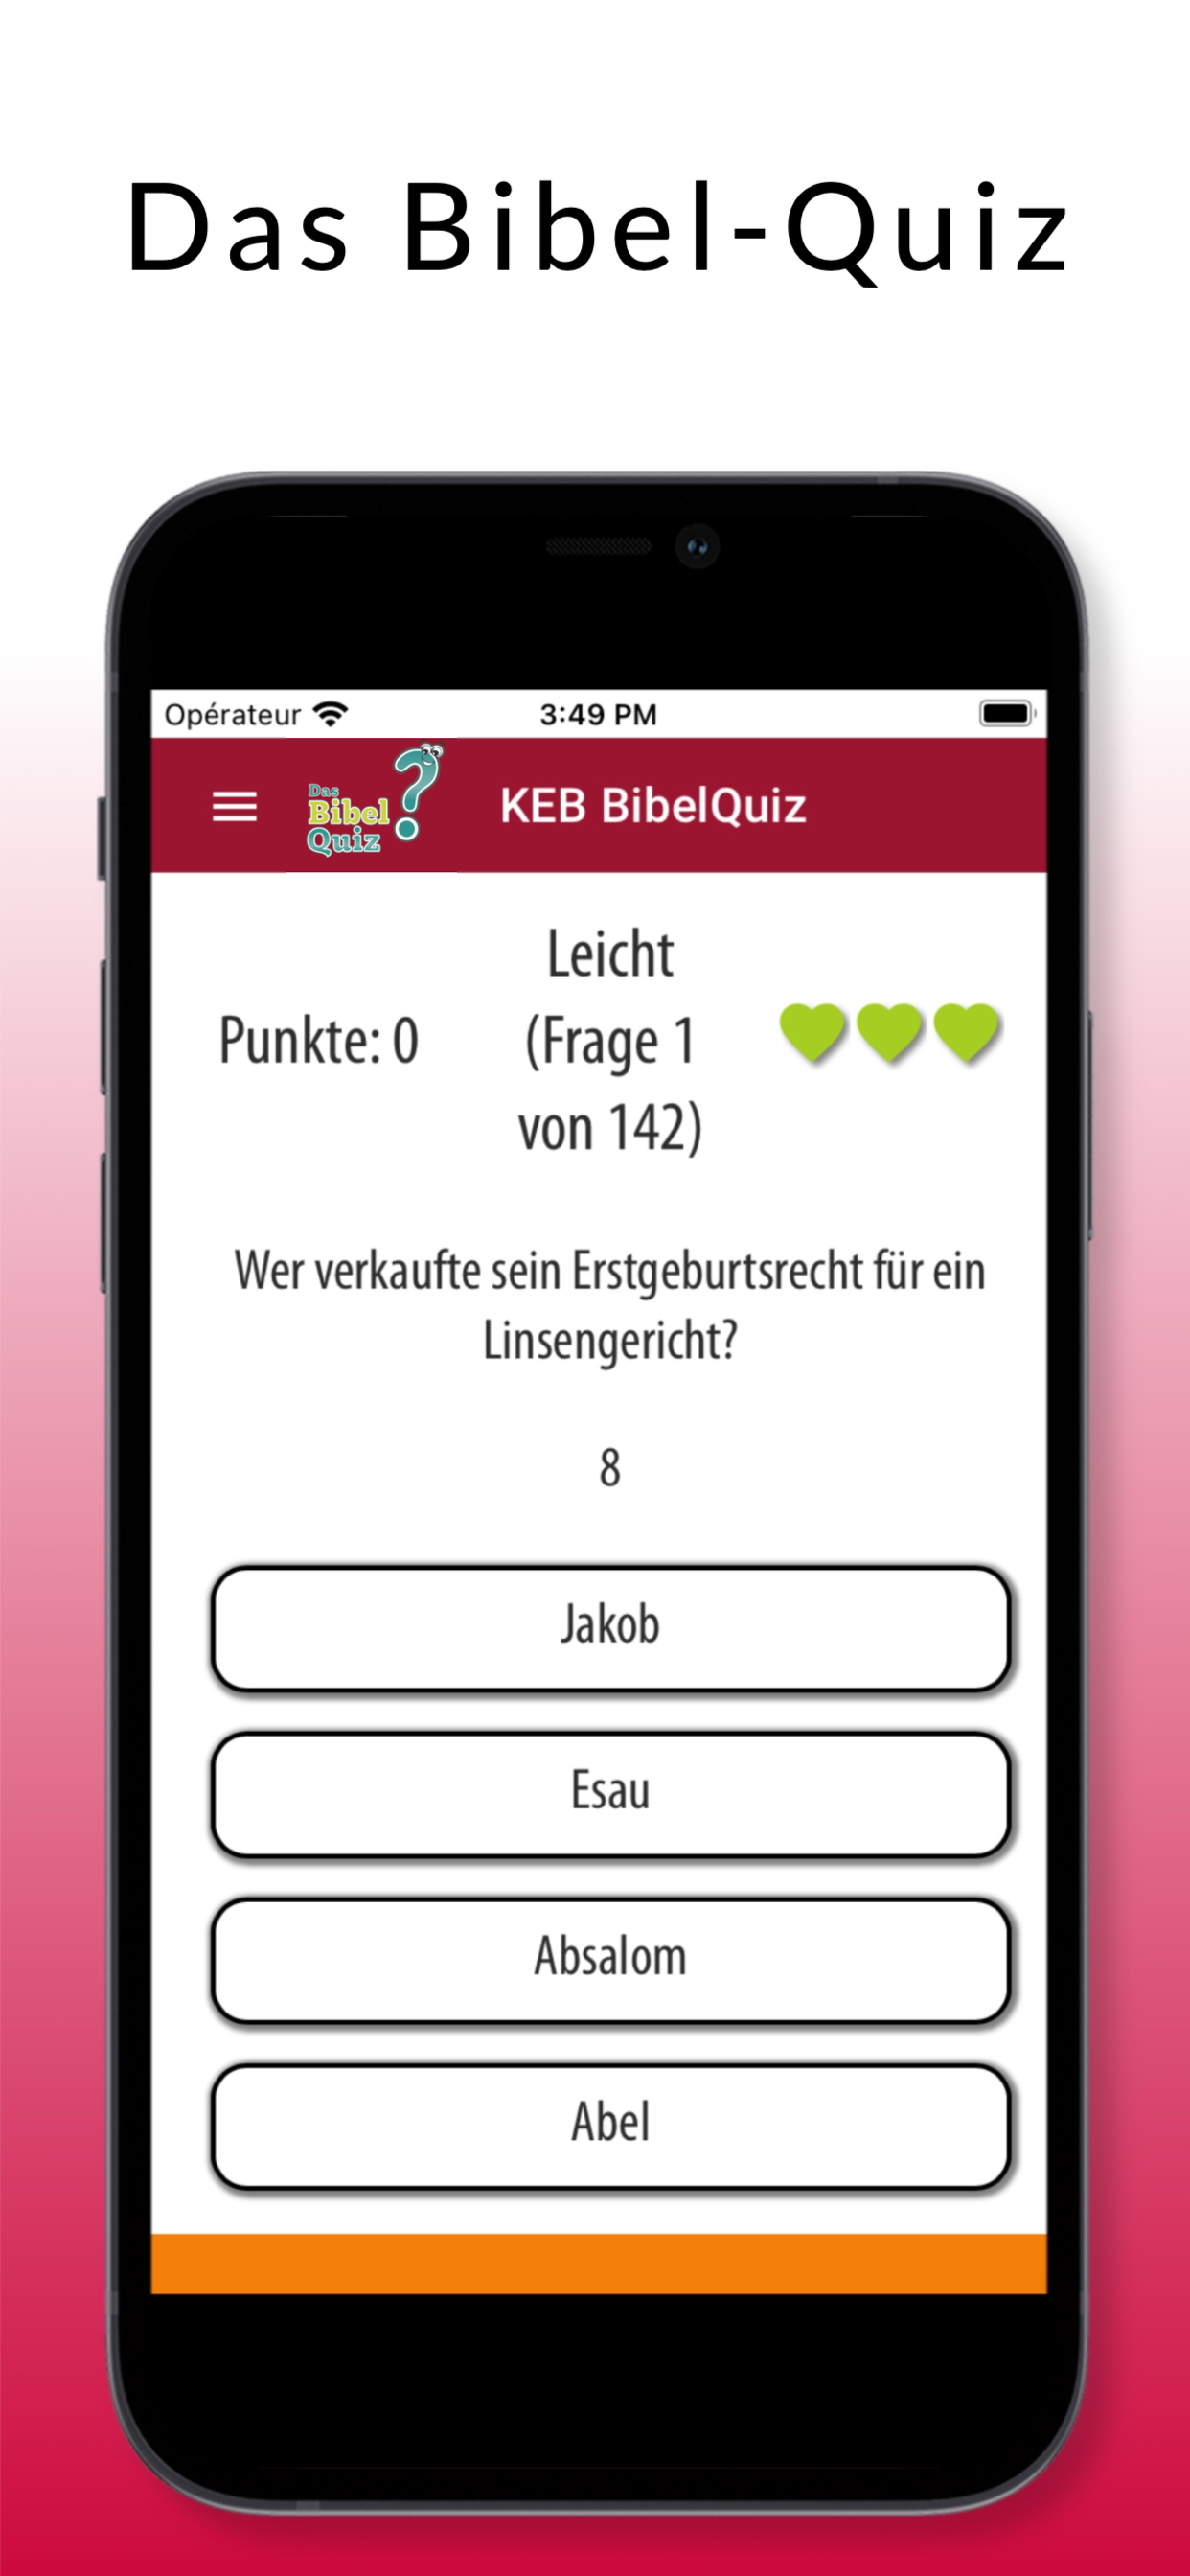 Das Bibel-Quiz
Opérateur 3:49 PM
Das
Bibel
Quiz ?
KEB BibelQuiz
Leicht
Punkte: 0 (Frage 1
von 142)
Wer verkaufte sein Erstgeburtsrecht für ein
Linsengericht?
8
Jakob
Esau
Absalom
Abel